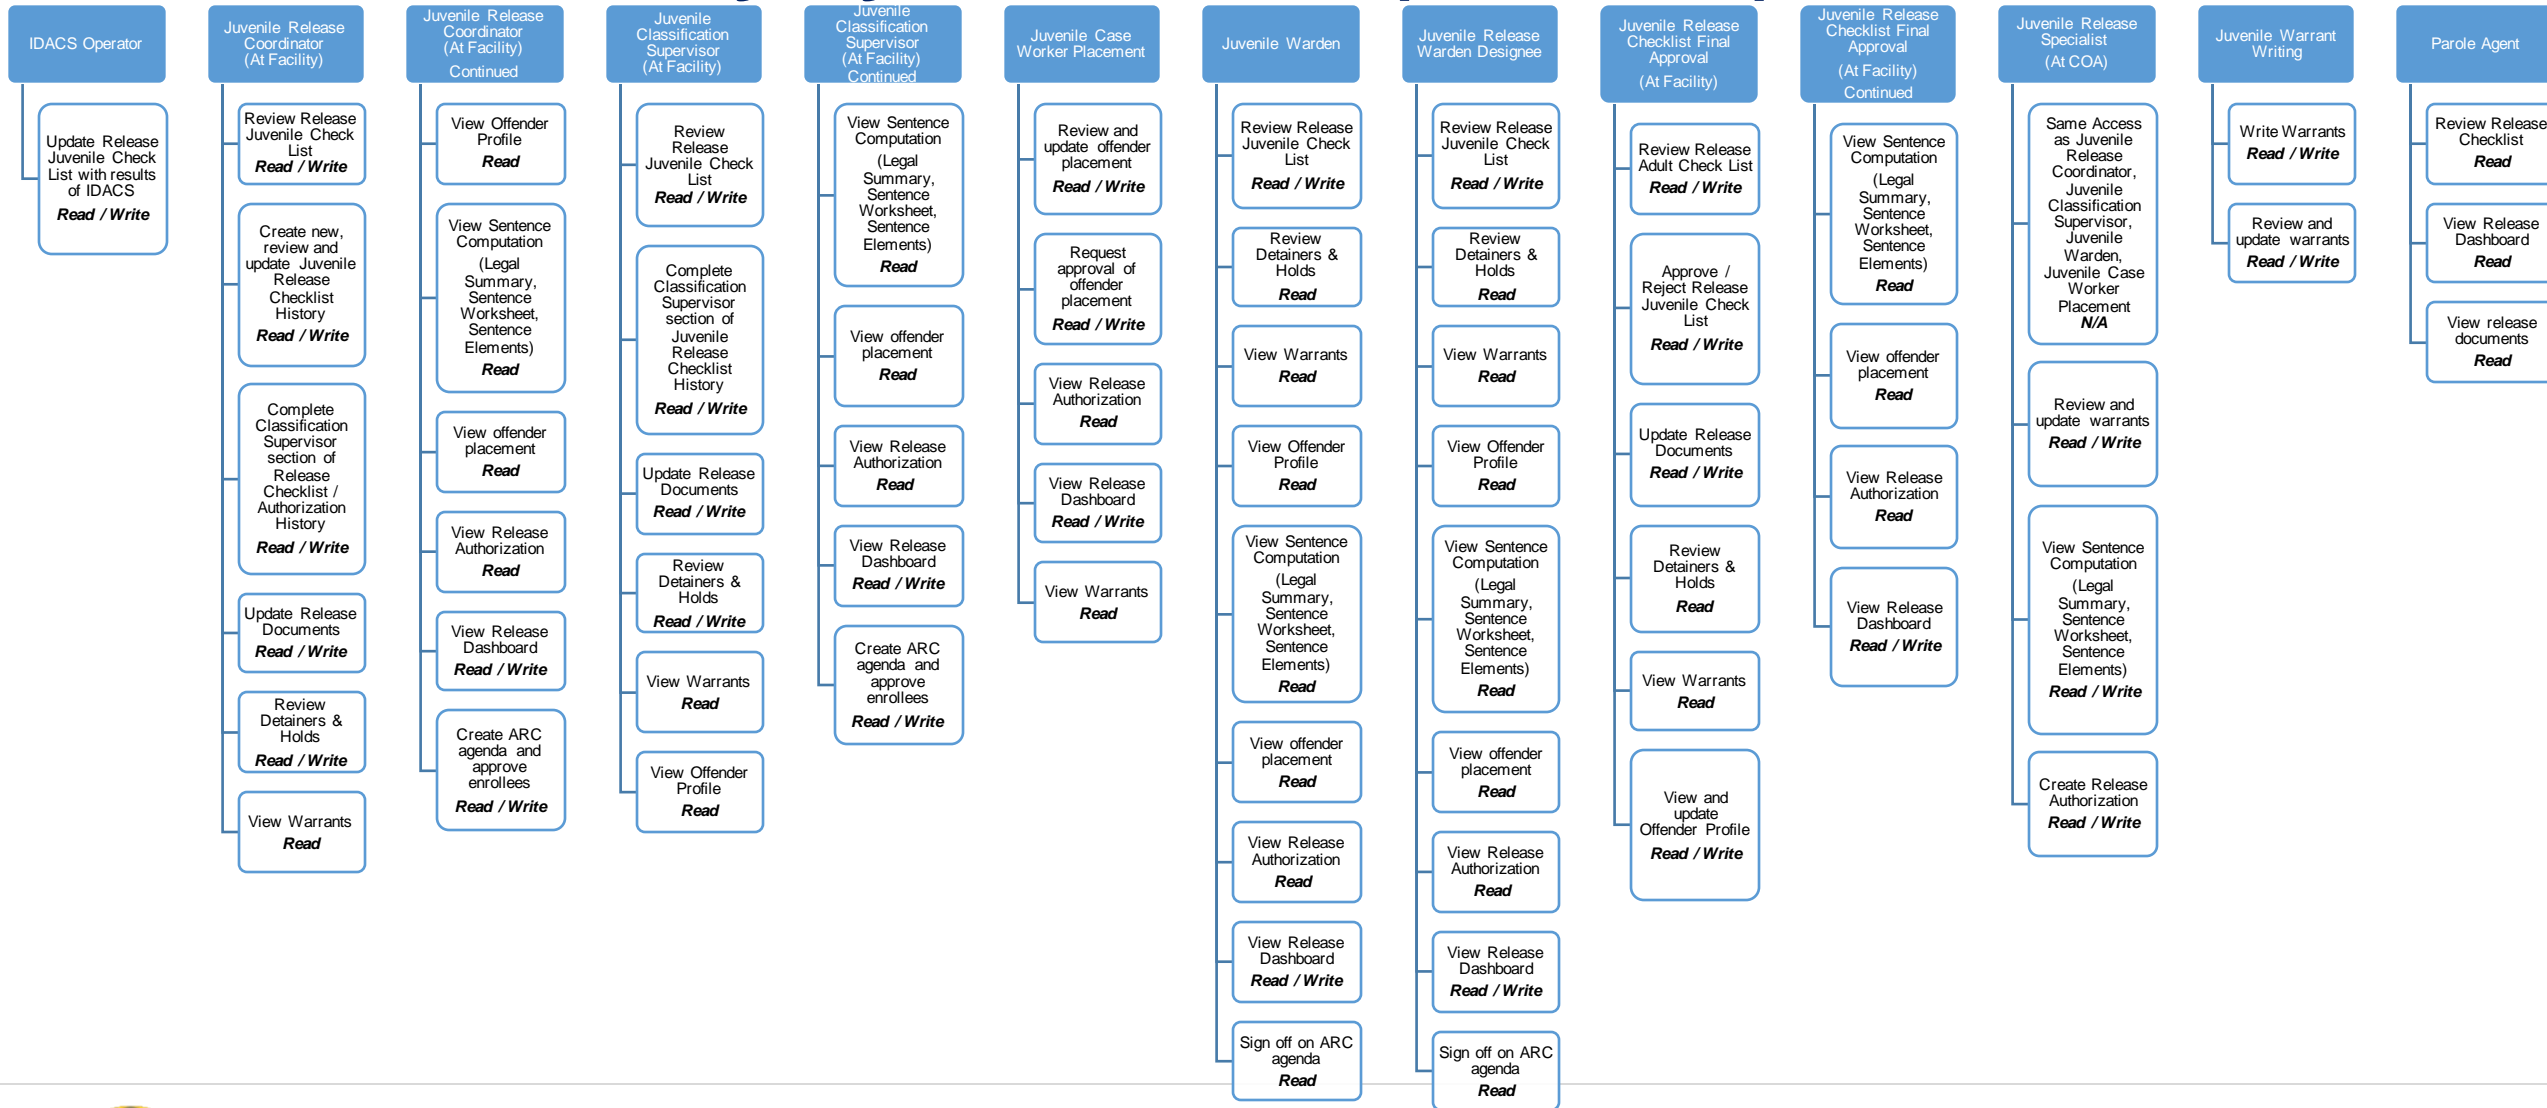 IDACS Operator
Update Release
Juvenile Check
List with results
of IDACS
Read / Write
Juvenile Release
Coordinator
(At Facility)
Review Release
Juvenile Check
List
Read / Write
Create new,
review and
update Juvenile
Release
Checklist
History
Read / Write
Complete
Classification
Supervisor
section of
Release
Checklist /
Authorization
History
Read / Write
Update Release
Documents
Read / Write
Review
Detainers &
Holds
Read / Write
View Warrants
Read
Juvenile Release
Coordinator
(At Facility)
Continued
View Offender
Profile
Read
View Sentence
Computation
(Legal
Summary,
Sentence
Worksheet,
Sentence
Elements)
Read
View offender
placement
Read
View Release
Authorization
Read
View Release
Dashboard
Read / Write
Create ARC
agenda and
approve
enrollees
Read / Write
Juvenile
Classification
Supervisor
(At Facility)
Review
Release
Juvenile Check
List
Read / Write
Complete
Classification
Supervisor
section of
Juvenile
Release
Checklist
History
Read / Write
Update Release
Documents
Read / Write
Review
Detainers &
Holds
Read / Write
View Warrants
Read
View Offender
Profile
Read
Juvenile
Classification
Supervisor
(At Facility)
Continued
View Sentence
Computation
(Legal
Summary,
Sentence
Worksheet,
Sentence
Elements)
Read
View offender
placement
Read
View Release
Authorization
Read
View Release
Dashboard
Read / Write
Create ARC
agenda and
approve
enrollees
Read / Write
Juvenile Case
Worker Placement
Review and
update offender
placement
Read / Write
Request
approval of
offender
placement
Read / Write
View Release
Authorization
Read
View Release
Dashboard
Read / Write
View Warrants
Read
Juvenile Warden
Review Release
Juvenile Check
List
Read / Write
Review
Detainers &
Holds
Read
View Warrants
Read
View Offender
Profile
Read
View Sentence
Computation
(Legal
Summary,
Sentence
Worksheet,
Sentence
Elements)
Read
View offender
placement
Read
View Release
Authorization
Read
View Release
Dashboard
Read / Write
Sign off on ARC
agenda
Read
Juvenile Release
Warden Designee
Review Release
Juvenile Check
List
Read / Write
Review
Detainers &
Holds
Read
View Warrants
Read
View Offender
Profile
Read
View Sentence
Computation
(Legal
Summary,
Sentence
Worksheet,
Sentence
Elements)
Read
View offender
placement
Read
View Release
Authorization
Read
View Release
Dashboard
Read / Write
Sign off on ARC
agenda
Read
Juvenile Release
Checklist Final
Approval
(At Facility)
Review Release
Adult Check List
Read / Write
Approve /
Reject Release
Juvenile Check
List
Read / Write
Update Release
Documents
Read / Write
Review
Detainers &
Holds
Read
View Warrants
Read
View and
update
Offender Profile
Read / Write
Juvenile Release
Checklist Final
Approval
(At Facility)
Continued
View Sentence
Computation
(Legal
Summary,
Sentence
Worksheet,
Sentence
Elements)
Read
View offender
placement
Read
View Release
Authorization
Read
View Release
Dashboard
Read / Write
Juvenile Release
Specialist
(At COA)
Same Access
as Juvenile
Release
Coordinator,
Juvenile
Classification
Supervisor,
Juvenile
Warden,
Juvenile Case
Worker
Placement
N/A
Review and
update warrants
Read / Write
View Sentence
Computation
(Legal
Summary,
Sentence
Worksheet,
Sentence
Elements)
Read / Write
Create Release
Authorization
Read / Write
Juvenile Warrant
Writing
Write Warrants
Read / Write
Review and
update warrants
Read / Write
Parole Agent
Review Release
Checklist
Read
View Release
Dashboard
Read
View release
documents
Read